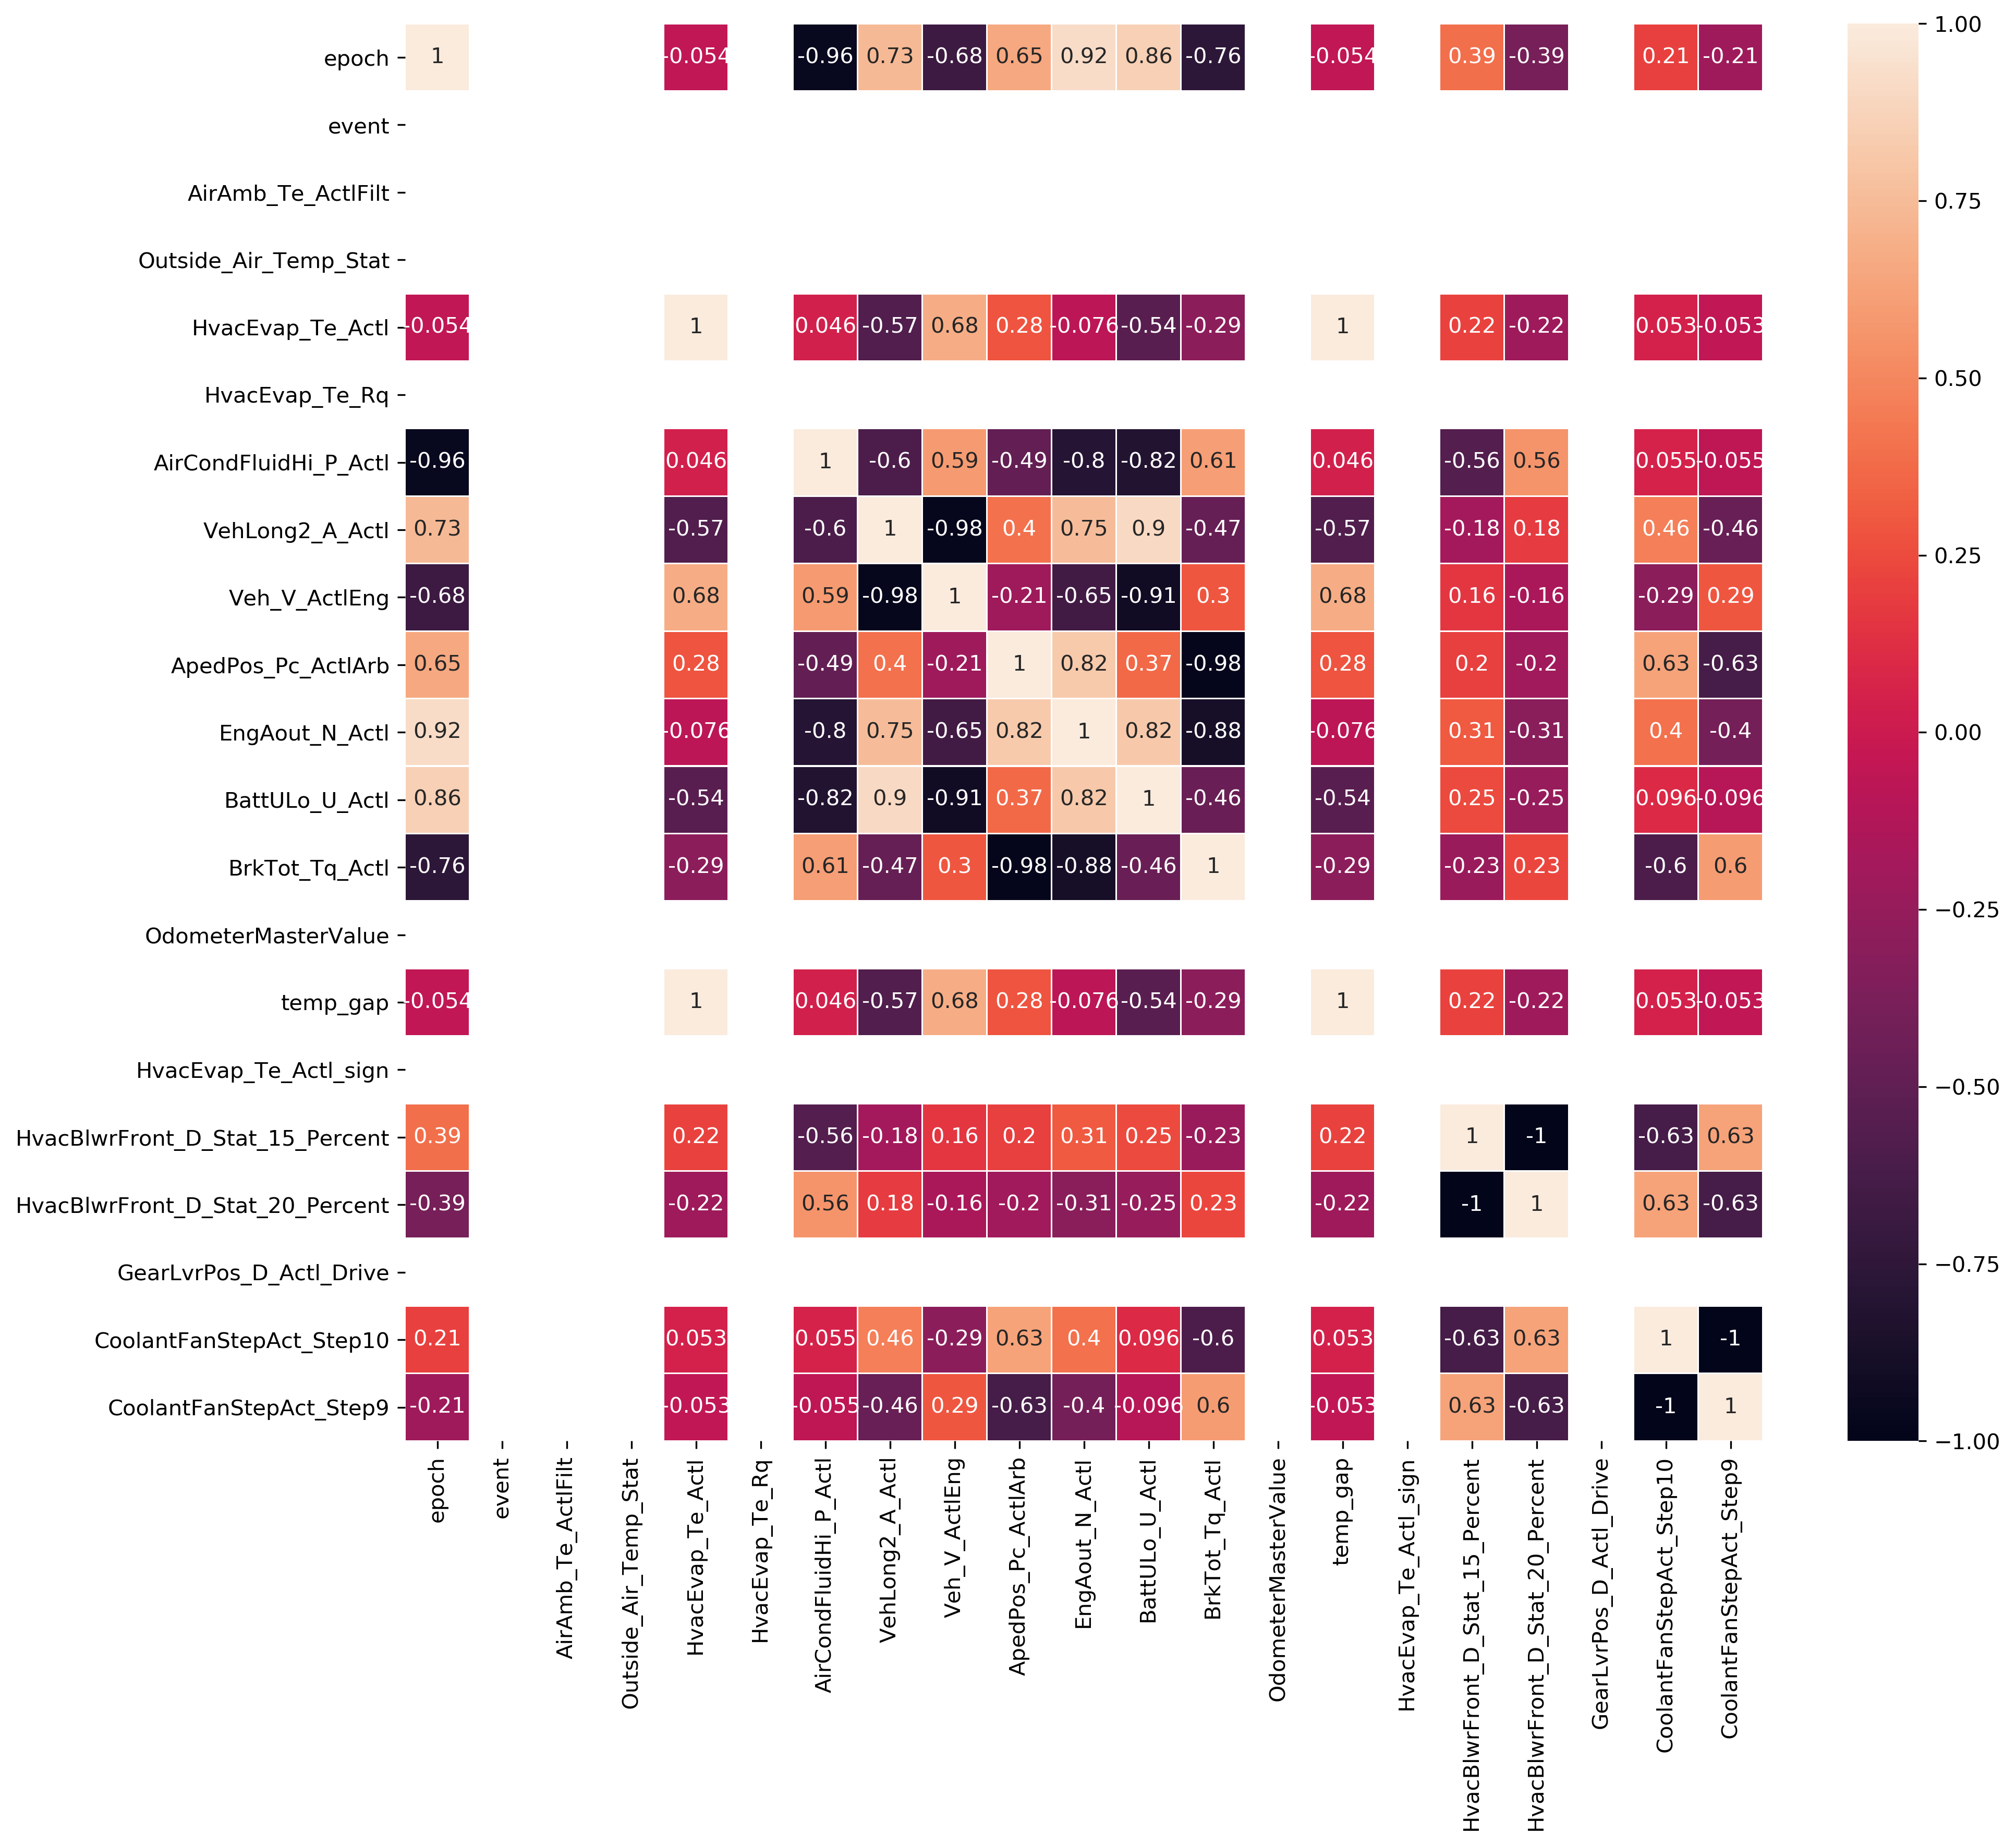 epoch 1 -0.054 -0.96 0.73 -0.68 0.65 0.92 0.86 -0.76 -0.054 0.39 -0.39 0.21 -0.21
event
AirAmb_Te_ActlFilt
Outside_Air_Temp_Stat
HvacEvap_Te_Actl -0.054 1 0.046 -0.57 0.68 0.28 -0.076 -0.54 -0.29 1 0.22 -0.22 0.053 -0.053
HvacEvap_Te_Rq
AirCondFluidHi_P_Actl -0.96 0.046 1 -0.6 0.59 -0.49 -0.8 -0.82 0.61 0.046 -0.56 0.56 0.055 -0.055
VehLong2_A_Actl 0.73 -0.57 -0.6 1 -0.98 0.4 0.75 0.9 -0.47 -0.57 -0.18 0.18 0.46 -0.46
Veh_V_ActlEng -0.68 0.68 0.59 -0.98 1 -0.21 -0.65 -0.91 0.3 0.68 0.16 -0.16 -0.29 0.29
ApedPos_Pc_ActlArb 0.65 0.28 -0.49 0.4 -0.21 1 0.82 0.37 -0.98 0.28 0.2 -0.2 0.63 -0.63
EngAout_N_Actl 0.92 -0.076 -0.8 0.75 -0.65 0.82 1 0.82 -0.88 -0.076 0.31 -0.31 0.4 -0.4
BattULo_U_Actl 0.86 -0.54 -0.82 0.9 -0.91 0.37 0.82 1 -0.46 -0.54 0.25 -0.25 0.096 -0.096
BrkTot_Tq_Actl -0.76 -0.29 0.61 -0.47 0.3 -0.98 -0.88 -0.46 1 -0.29 -0.23 0.23 -0.6 0.6
OdometerMasterValue
temp_gap -0.054 1 0.046 -0.57 0.68 0.28 -0.076 -0.54 -0.29 1 0.22 -0.22 0.053 -0.053
HvacEvap_Te_Actl_sign
HvacBlwrFront_D_Stat_15_Percent 0.39 0.22 -0.56 -0.18 0.16 0.2 0.31 0.25 -0.23 0.22 1 -1 -0.63 0.63
HvacBlwrFront_D_Stat_20_Percent -0.39 -0.22 0.56 0.18 -0.16 -0.2 -0.31 -0.25 0.23 -0.22 -1 1 0.63 -0.63
GearLvrPos_D_Actl_Drive
CoolantFanStepAct_Step10 0.21 0.053 0.055 0.46 -0.29 0.63 0.4 0.096 -0.6 0.053 -0.63 0.63 1 -1
CoolantFanStepAct_Step9 -0.21 -0.053 -0.055 -0.46 0.29 -0.63 -0.4 -0.096 0.6 -0.053 0.63 -0.63 -1 1
epoch
event
AirAmb_Te_ActlFilt
Outside_Air_Temp_Stat
HvacEvap_Te_Actl
HvacEvap_Te_Rq
AirCondFluidHi_P_Actl
VehLong2_A_Actl
Veh_V_ActlEng
ApedPos_Pc_ActlArb
EngAout_N_Actl
BattULo_U_Actl
BrkTot_Tq_Actl
OdometerMasterValue
temp_gap
HvacEvap_Te_Actl_sign
HvacBlwrFront_D_Stat_15_Percent
HvacBlwrFront_D_Stat_20_Percent
GearLvrPos_D_Actl_Drive
CoolantFanStepAct_Step10
CoolantFanStepAct_Step9
1.00
0.75
0.50
0.25
0.00
−0.25
−0.50
−0.75
−1.00